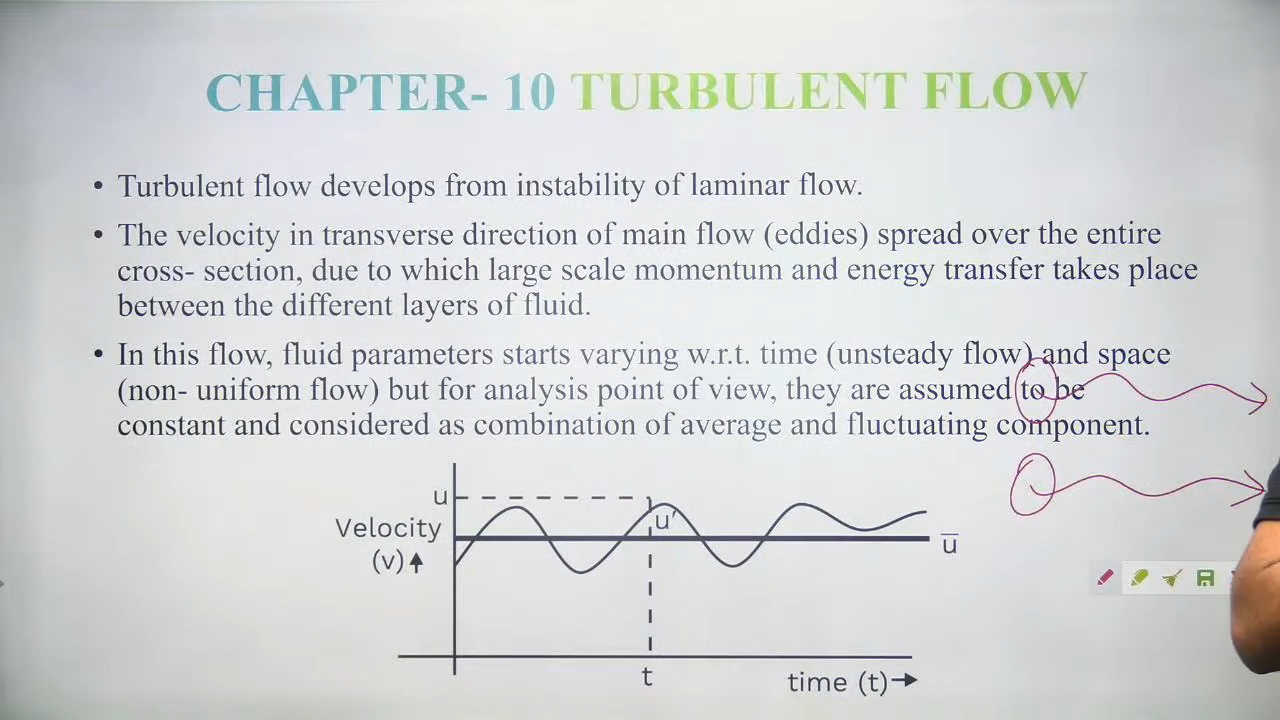 CHAPTER- 10 TURBULENT FLOW
• Turbulent flow develops from instability of laminar flow.
• The velocity in transverse direction of main flow (eddies) spread over the entire
cross- section, due to which large scale momentum and energy transfer takes place
between the different layers of fluid.
• In this flow, fluid parameters starts varying w.r.t. time (unsteady flow) and space
(non- uniform flow) but for analysis point of view, they are assumed to be
constant and considered as combination of average and fluctuating component.
u
u′
Velocity
(v)
u̅
t
time (t)